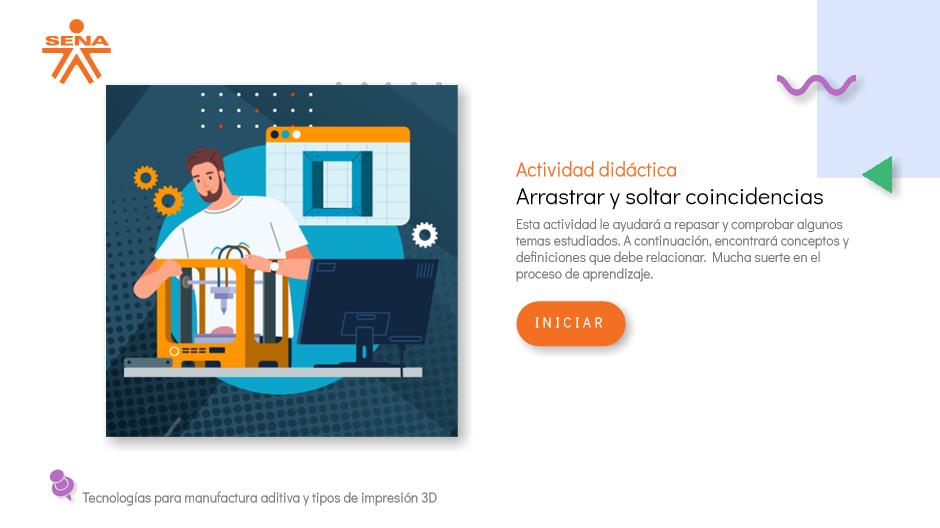 SENA
Actividad didáctica
Arrastrar y soltar coincidencias
Esta actividad le ayudará a repasar y comprobar algunos
temas estudiados. A continuación, encontrará conceptos y
definiciones que debe relacionar. Mucha suerte en el
proceso de aprendizaje.
INICIAR
Tecnologías para manufactura aditiva y tipos de impresión 3D